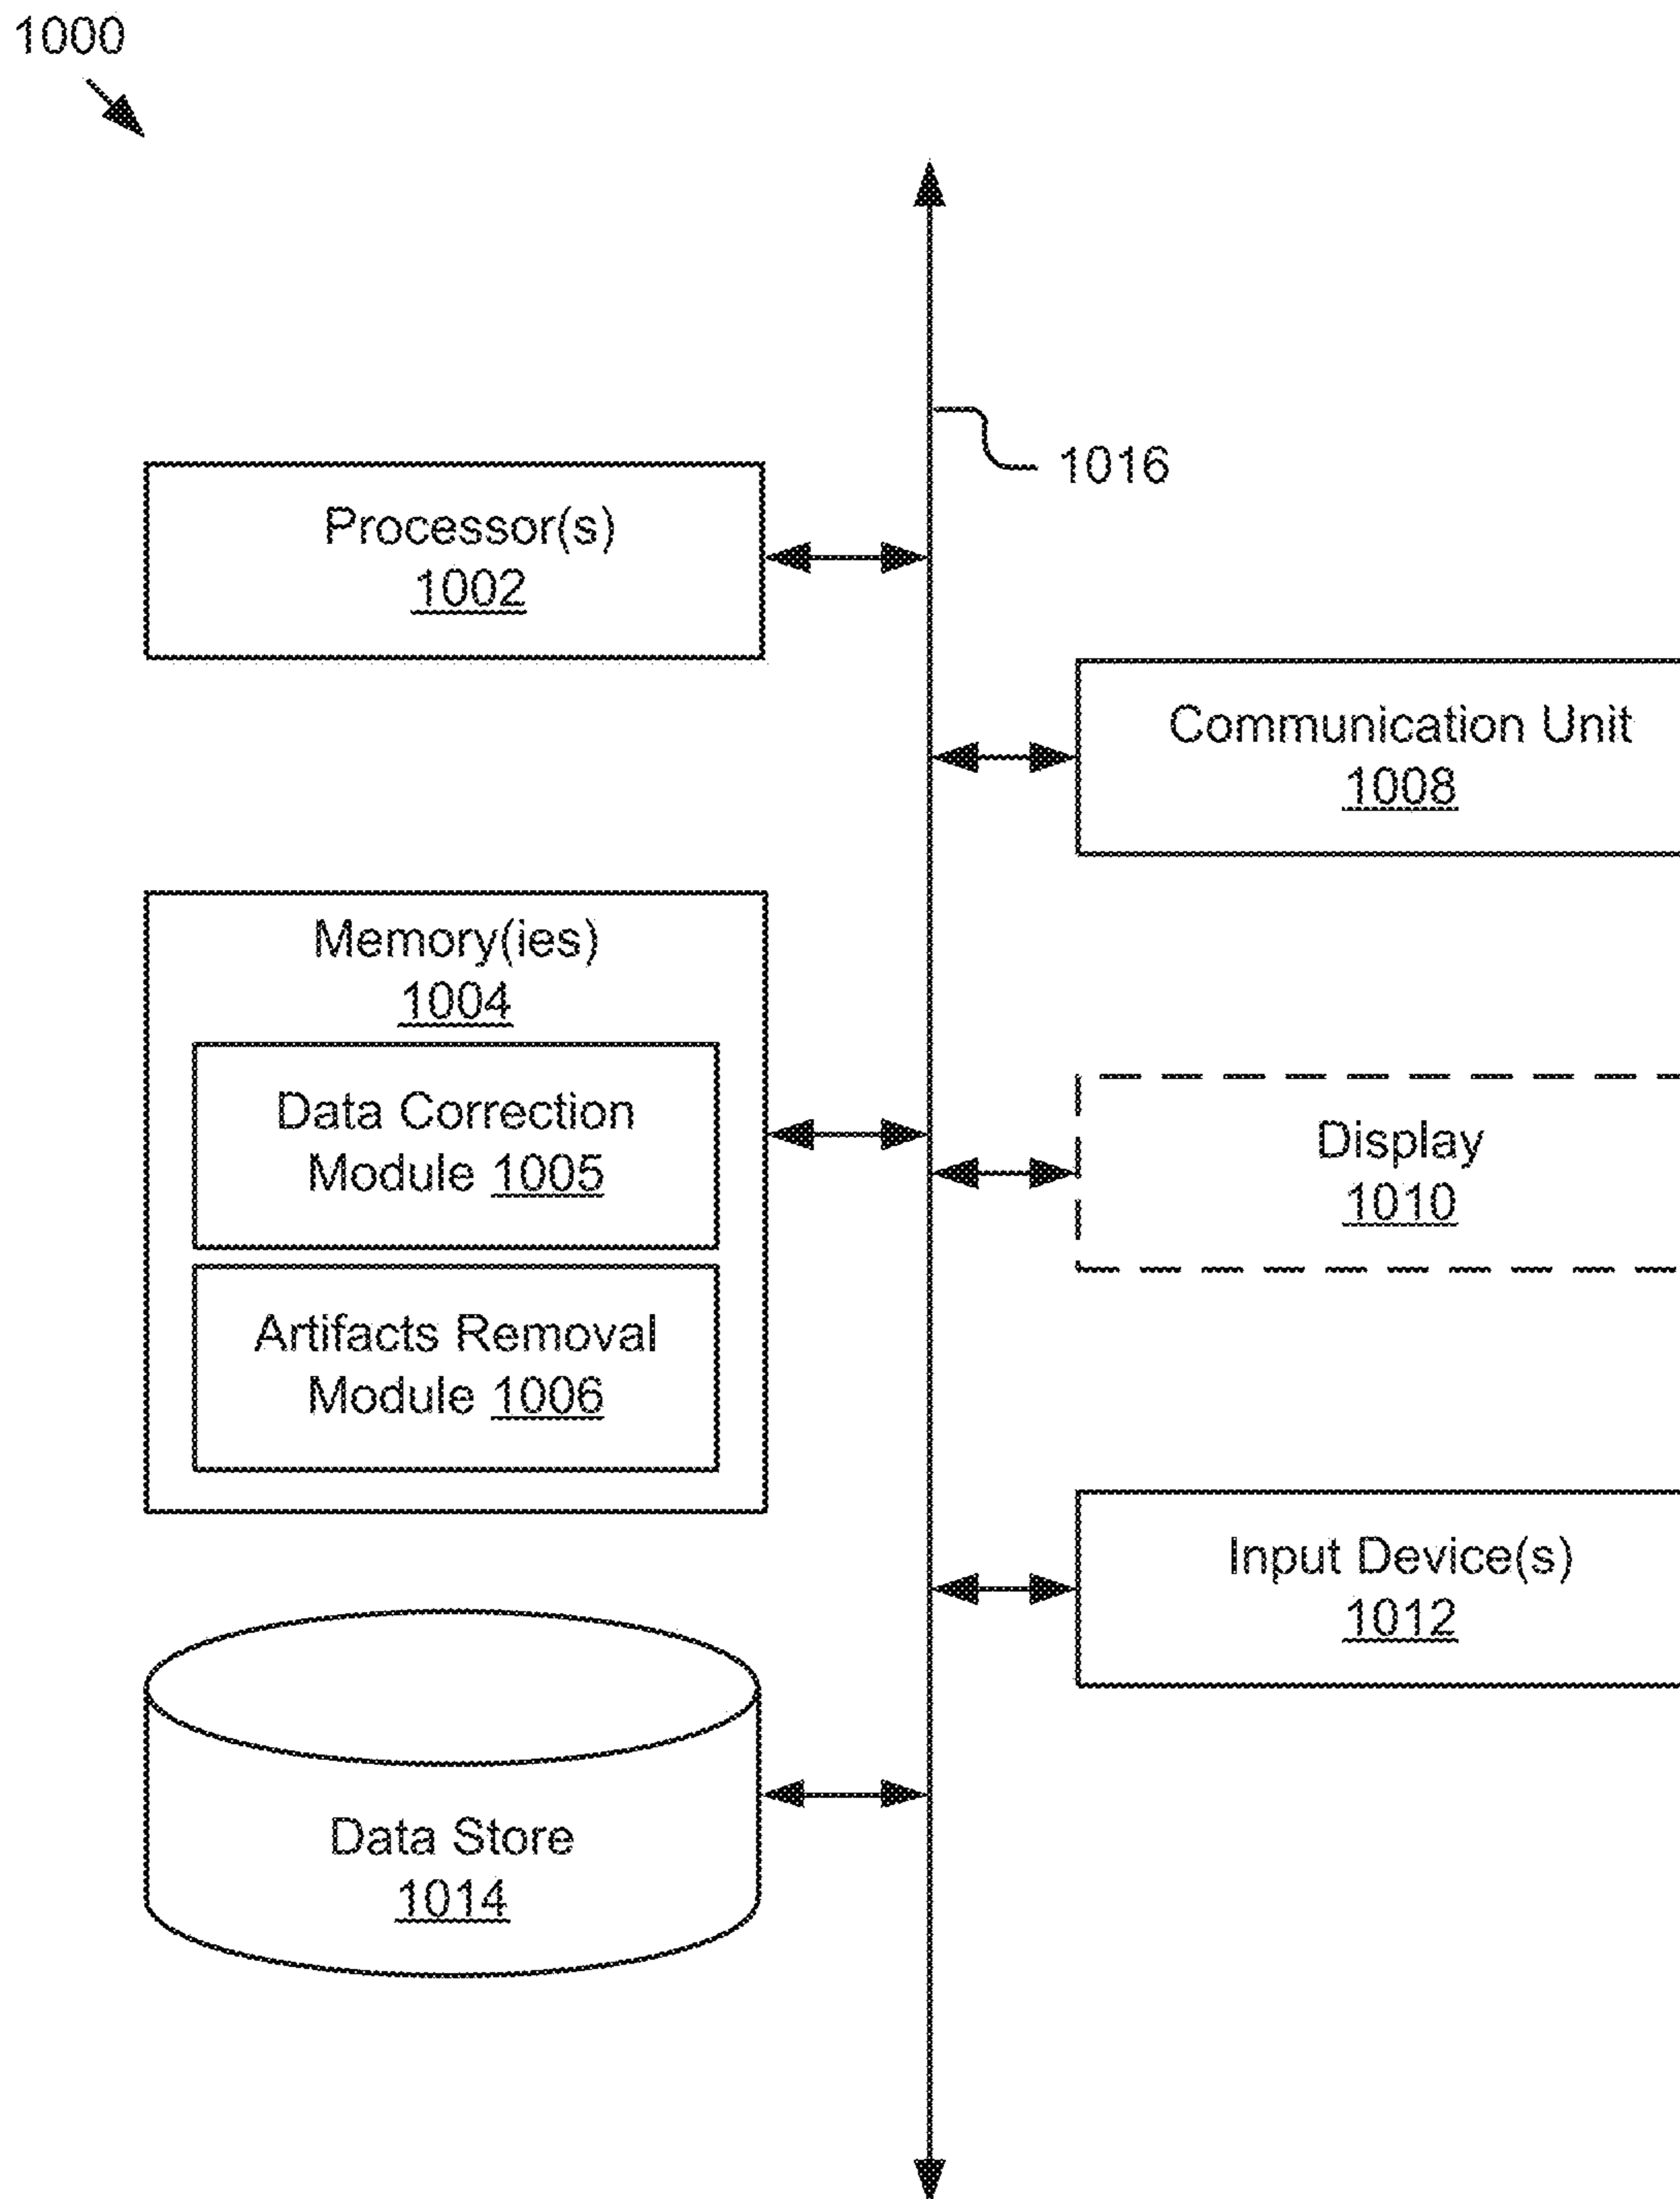 1000
1016
Processor(s)
1002
Communication Unit
1008
Memory(ies)
1004
Data Correction
Module 1005
Display
1010
Artifacts Removal
Module 1006
Input Device(s)
1012
Data Store
1014